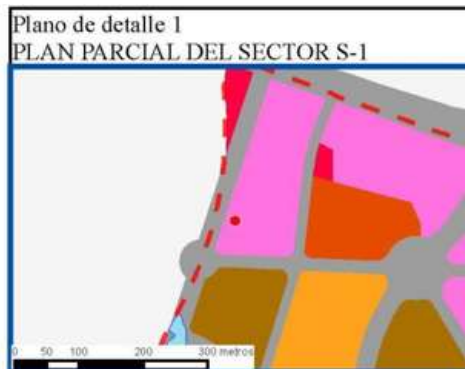 Plano de detalle 1
PLAN PARCIAL DEL SECTOR S-1
0 50 100 200 300 metros